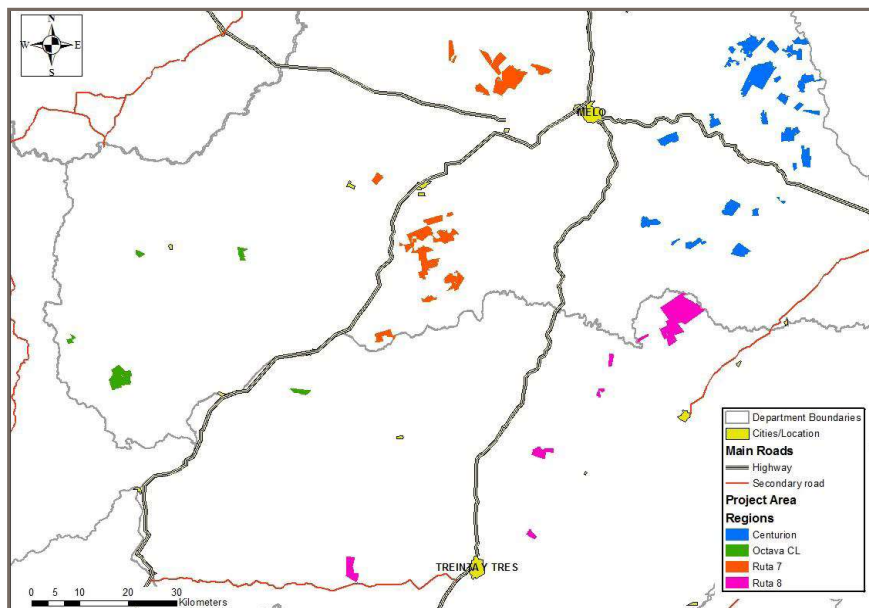 N
W E
S
MELO
TREINTA Y TRES
Department Boundaries
Cities/Location
Main Roads
Highway
Secondary road
Project Area
Regions
Centurion
Octava CL
Ruta 7
Ruta 8
0 5 10 20 30
Kilometers